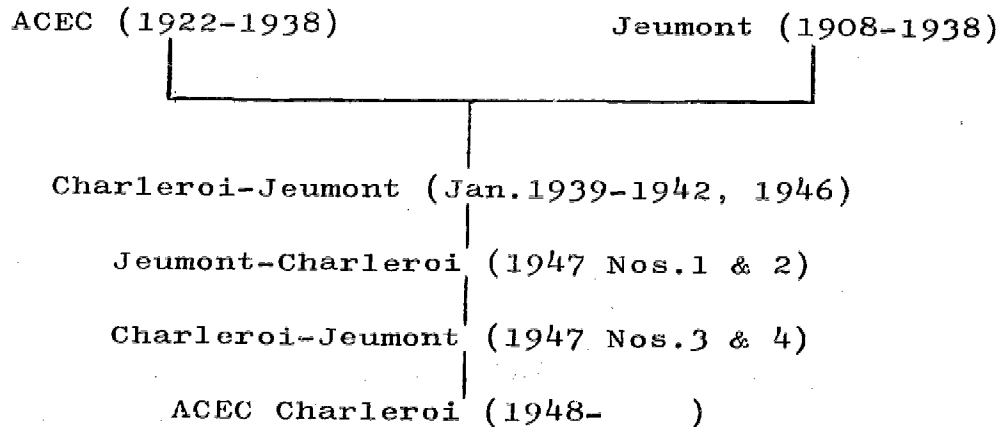 ACEC (1922-1938) Jeumont (1908-1938)
Charleroi-Jeumont (Jan.1939-1942, 1946)
Jeumont-Charleroi (1947 Nos.1 & 2)
Charleroi-Jeumont (1947 Nos.3 & 4)
ACEC Charleroi (1948- )